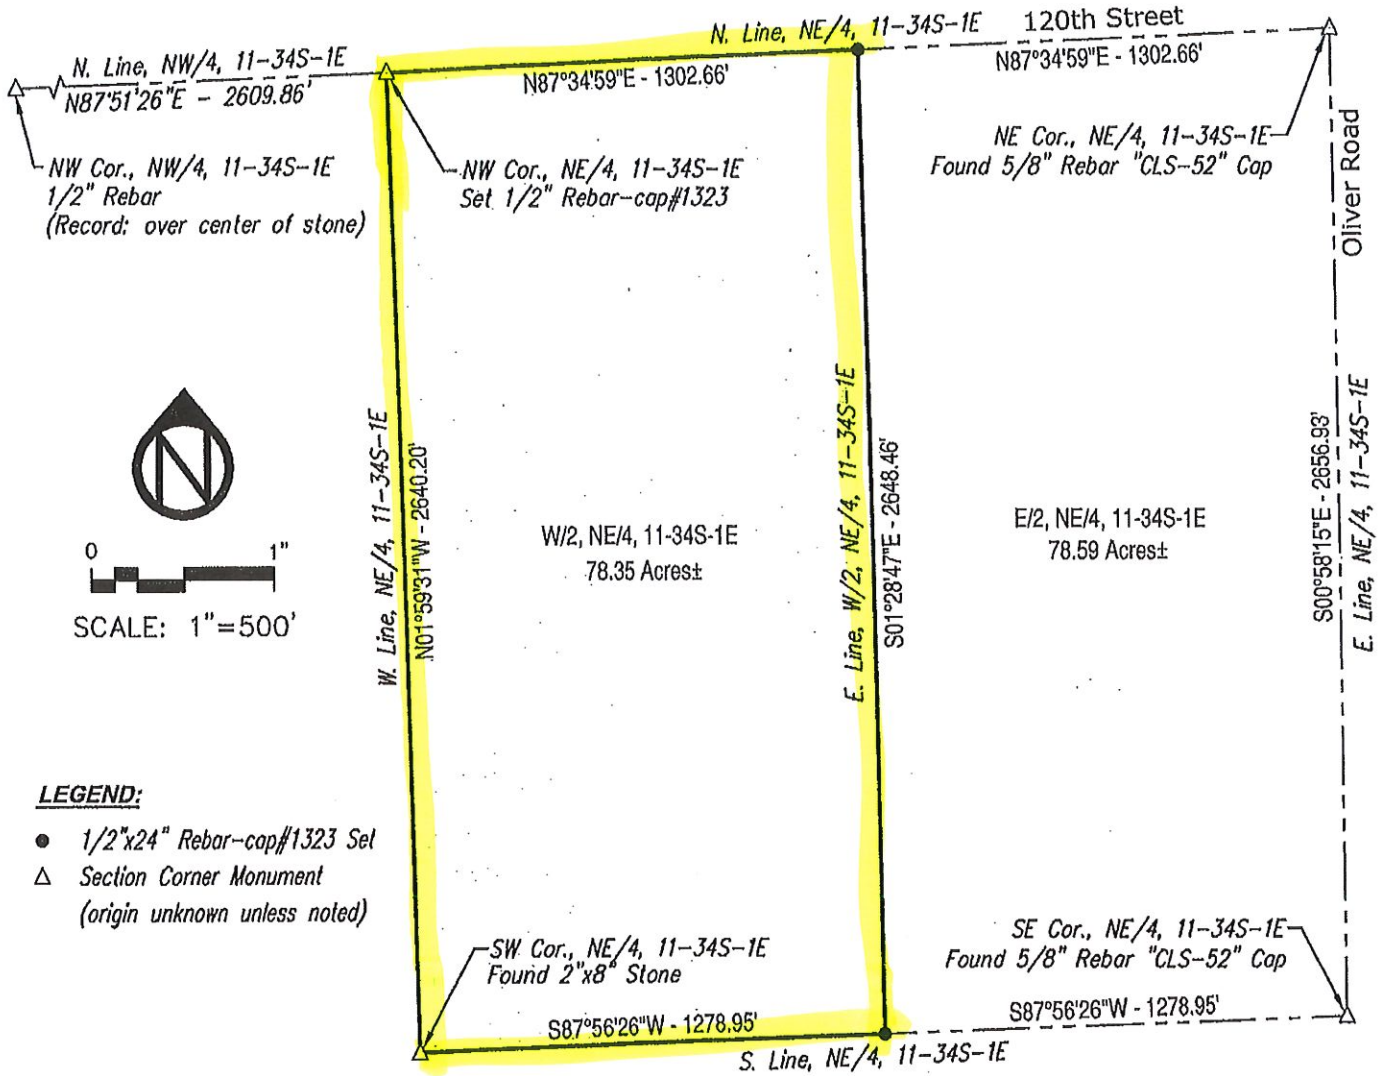 N. Line, NE/4, 11-34S-1E
120th Street
N. Line, NW/4, 11-34S-1E
N87°51'26"E - 2609.86'
N87°34'59"E - 1302.66'
N87°34'59"E - 1302.66'
NW Cor., NW/4, 11-34S-1E
1/2" Rebar
(Record: over center of stone)
NW Cor., NE/4, 11-34S-1E
Set 1/2" Rebar-cap#1323
NE Cor., NE/4, 11-34S-1E
Found 5/8" Rebar "CLS-52" Cap
Oliver Road
W. Line, NE/4, 11-34S-1E
N01°59'31"W - 2640.20'
E. Line, W/2, NE/4, 11-34S-1E
S01°28'47"E - 2648.46'
S00°58'15"E - 2656.93'
E. Line, NE/4, 11-34S-1E
N
0 1"
SCALE: 1"=500'
W/2, NE/4, 11-34S-1E
78.35 Acres±
E/2, NE/4, 11-34S-1E
78.59 Acres±
LEGEND:
1/2"x24" Rebar-cap#1323 Set
Section Corner Monument
(origin unknown unless noted)
SW Cor., NE/4, 11-34S-1E
Found 2"x8" Stone
SE Cor., NE/4, 11-34S-1E
Found 5/8" Rebar "CLS-52" Cap
S87°56'26"W - 1278.95'
S87°56'26"W - 1278.95'
S. Line, NE/4, 11-34S-1E